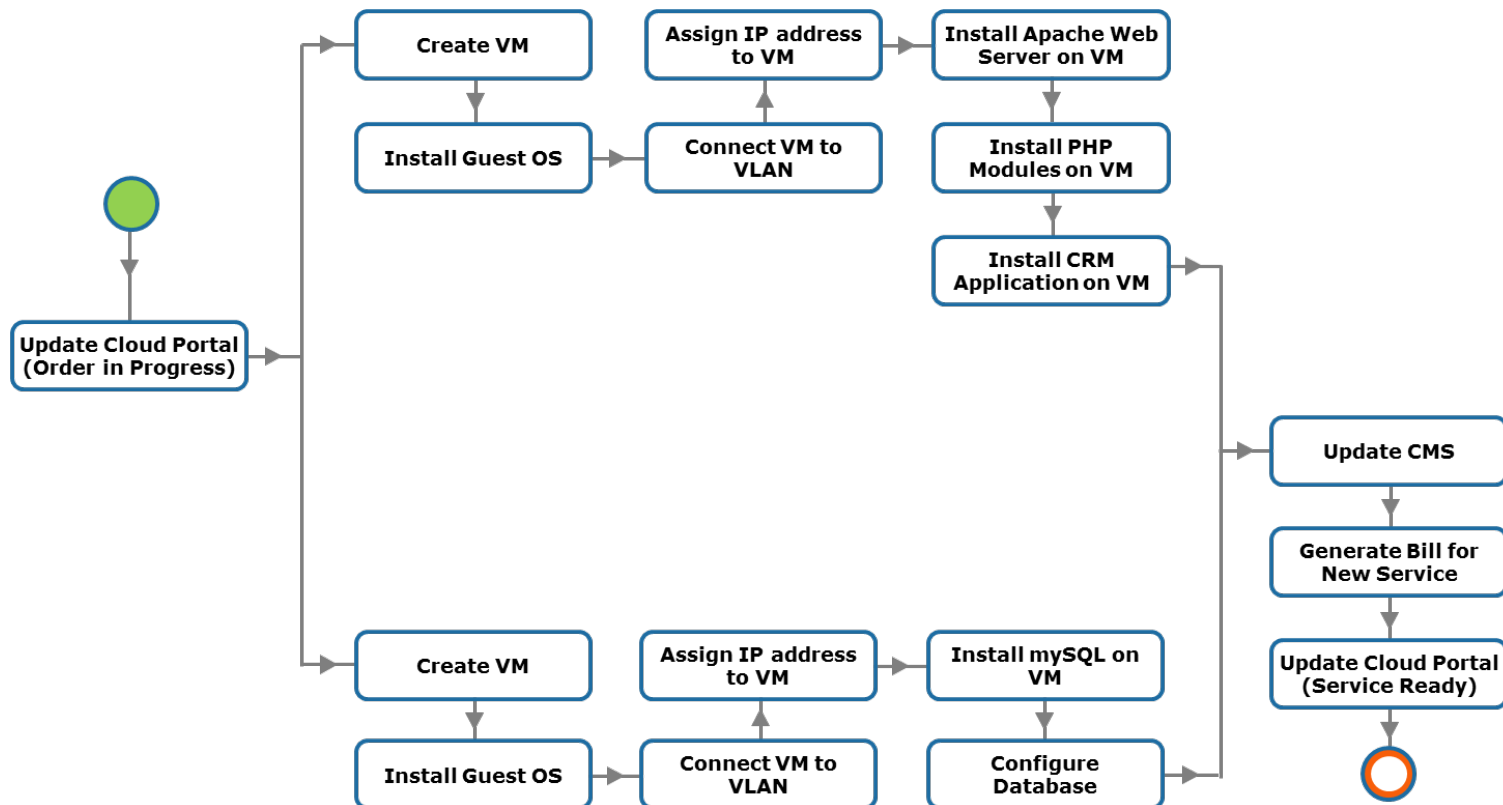 Update Cloud Portal
(Order in Progress)
Create VM
Install Guest OS
Connect VM to
VLAN
Assign IP address
to VM
Install Apache Web
Server on VM
Install PHP
Modules on VM
Install CRM
Application on VM
Create VM
Install Guest OS
Connect VM to
VLAN
Assign IP address
to VM
Install mySQL on
VM
Configure
Database
Update CMS
Generate Bill for
New Service
Update Cloud Portal
(Service Ready)